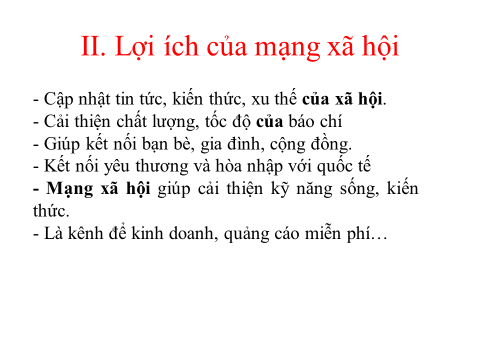 II. Lợi ích của mạng xã hội
- Cập nhật tin tức, kiến thức, xu thế của xã hội.
- Cải thiện chất lượng, tốc độ của báo chí
- Giúp kết nối bạn bè, gia đình, cộng đồng.
- Kết nối yêu thương và hòa nhập với quốc tế
- Mạng xã hội giúp cải thiện kỹ năng sống, kiến
thức.
- Là kênh để kinh doanh, quảng cáo miễn phí…